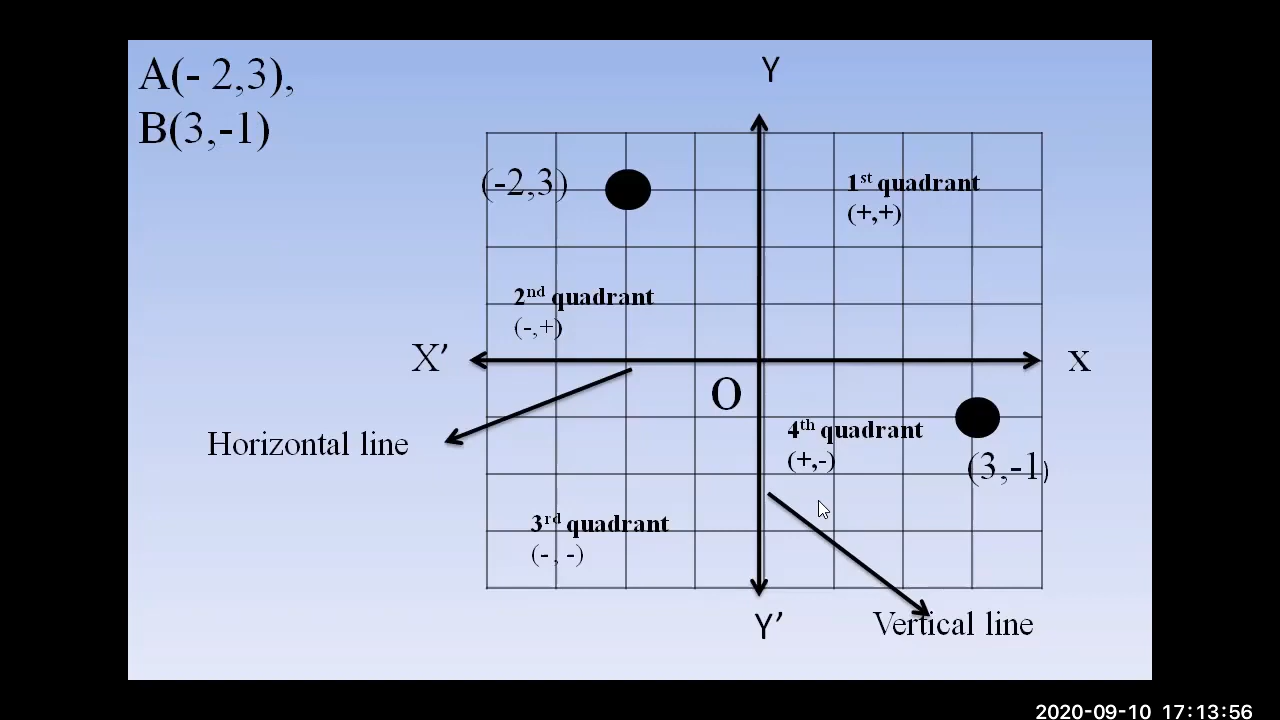 A(- 2,3),
B(3,-1)
Y
(-2,3)
1st quadrant
(+,+)
2nd quadrant
(-,+)
X’
x
O
Horizontal line
4th quadrant
(+,-)
(3,-1)
3rd quadrant
(- , -)
Y’
Vertical line
2020-09-10 17:13:56